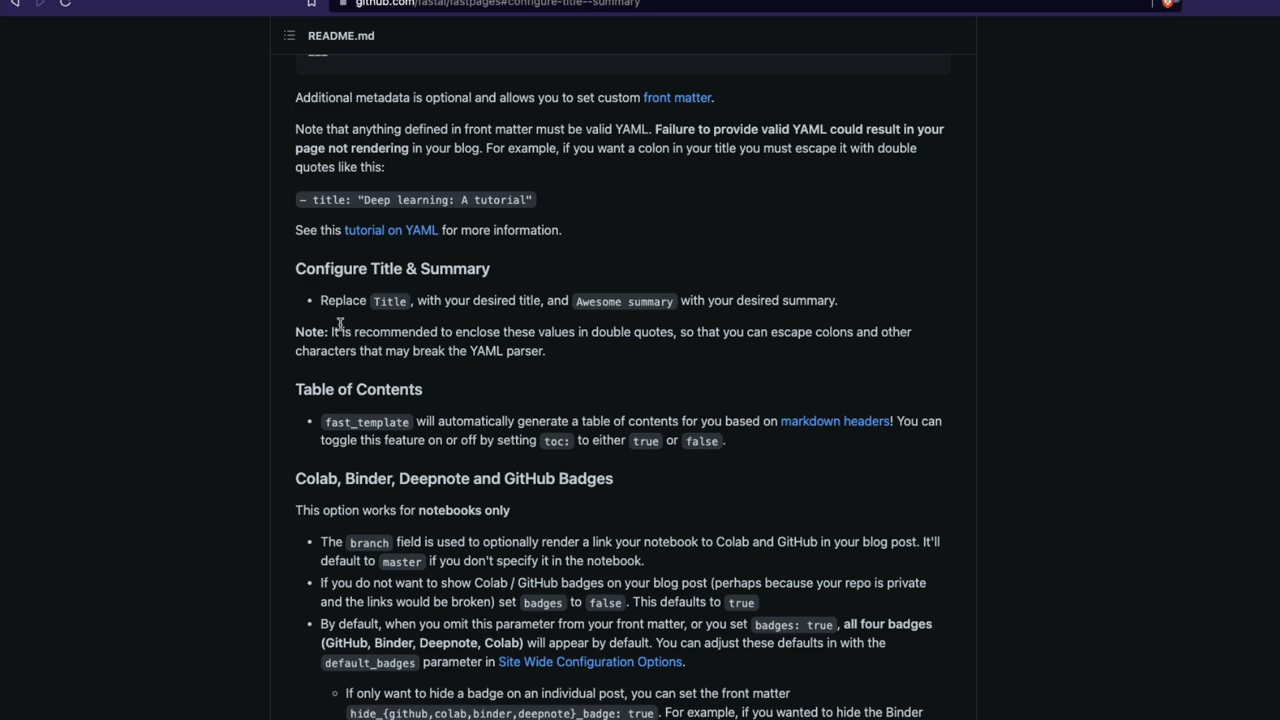 github.com/fastai/fastpages#configure-title--summary
README.md
Additional metadata is optional and allows you to set custom front matter.
Note that anything defined in front matter must be valid YAML. Failure to provide valid YAML could result in your
page not rendering in your blog. For example, if you want a colon in your title you must escape it with double
quotes like this:
– title: "Deep learning: A tutorial"
See this tutorial on YAML for more information.
Configure Title & Summary
• Replace Title, with your desired title, and Awesome summary with your desired summary.
Note: It is recommended to enclose these values in double quotes, so that you can escape colons and other
characters that may break the YAML parser.
Table of Contents
• fast_template will automatically generate a table of contents for you based on markdown headers! You can
toggle this feature on or off by setting toc: to either true or false.
Colab, Binder, Deepnote and GitHub Badges
This option works for notebooks only
• The branch field is used to optionally render a link your notebook to Colab and GitHub in your blog post. It'll
default to master if you don't specify it in the notebook.
• If you do not want to show Colab / GitHub badges on your blog post (perhaps because your repo is private
and the links would be broken) set badges to false. This defaults to true
• By default, when you omit this parameter from your front matter, or you set badges: true, all four badges
(GitHub, Binder, Deepnote, Colab) will appear by default. You can adjust these defaults in with the
default_badges parameter in Site Wide Configuration Options.
◦ If only want to hide a badge on an individual post, you can set the front matter
hide_{github,colab,binder,deepnote}_badge: true. For example, if you wanted to hide the Binder